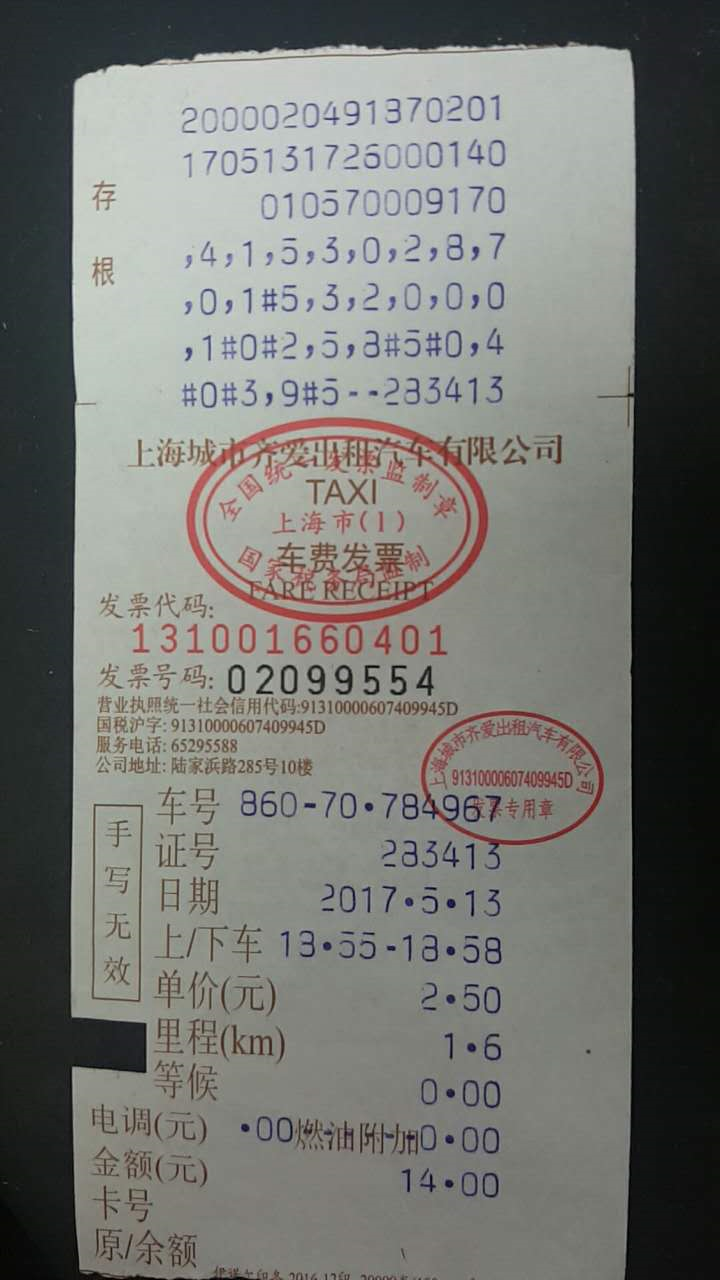 存根
2000020491370201
1705131726000140
010570009170
,4,1,5,3,0,2,8,7
,0,1#5,3,2,0,0,0
,1#0#2,5,8#5#0,4
#0#3,9#5--283413
上海城市齐爱出租汽车有限公司
全国统一发票监制章
TAXI
上海市(1)
车费发票
国家税务局监制
FARE RECEIPT
发票代码:
131001660401
发票号码: 02099554
营业执照统一社会信用代码:91310000607409945D
国税沪字: 91310000607409945D
服务电话: 65295588
公司地址: 陆家浜路285号10楼
上海城市齐爱出租汽车有限公司
91310000607409945D
发票专用章
手写无效
车号 860-70·784967
证号 283413
日期 2017·5·13
上/下车 13·55-13·58
单价(元) 2·50
里程(km) 1·6
等候 0·00
电调(元) ·00 燃油附加 0·00
金额(元) 14·00
卡号
原/余额